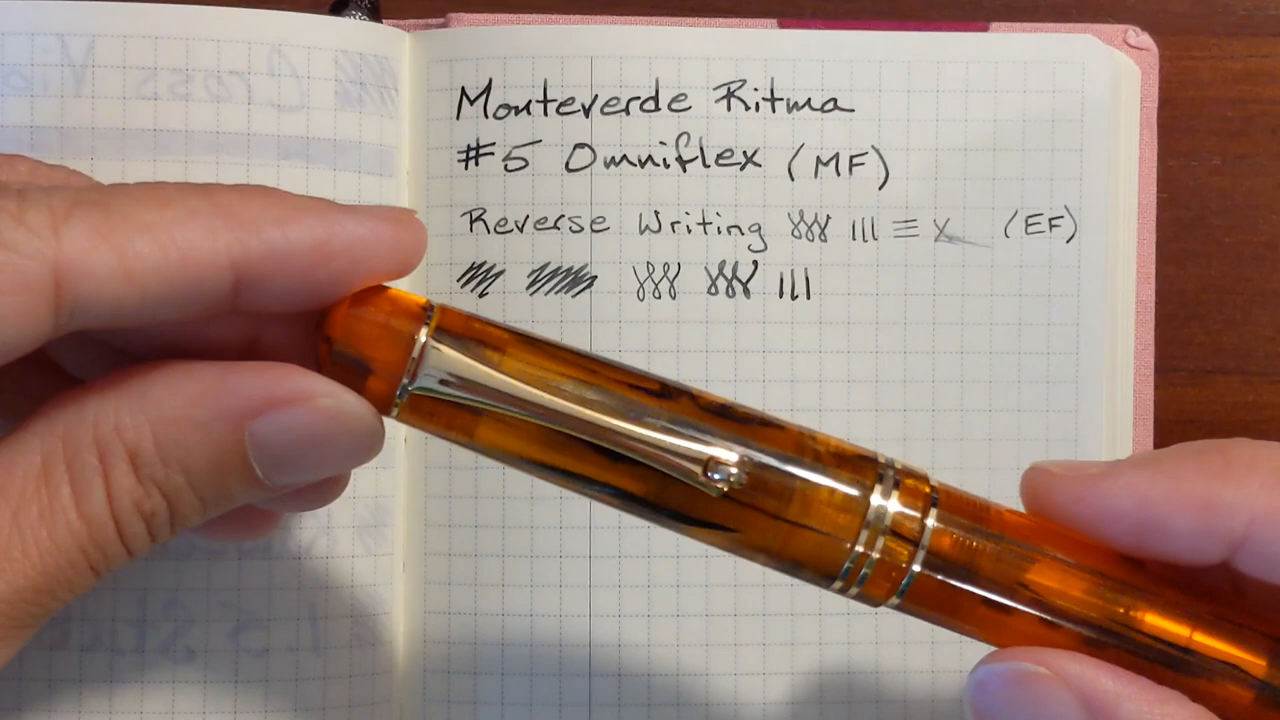 Monteverde Ritma
#5 Omniflex (MF)
Reverse Writing ||| ≡ X (EF)
|||